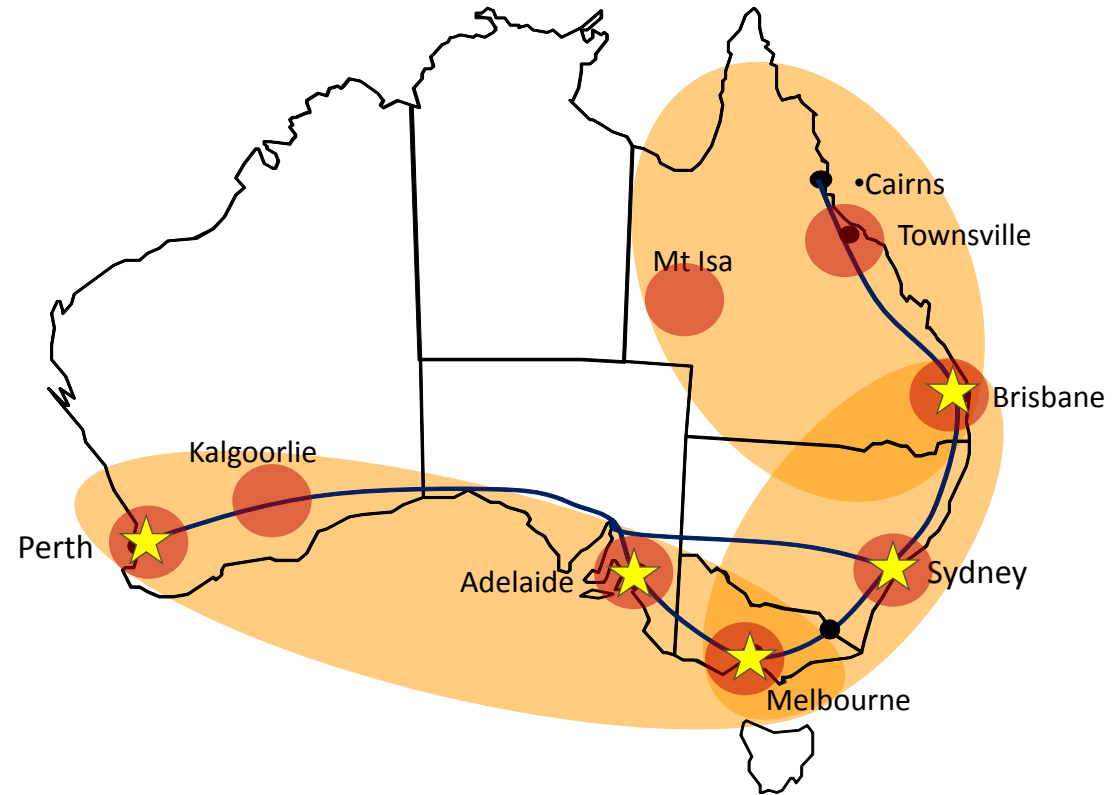 •Cairns
Townsville
Mt Isa
Brisbane
Kalgoorlie
Perth
Adelaide
Sydney
Melbourne